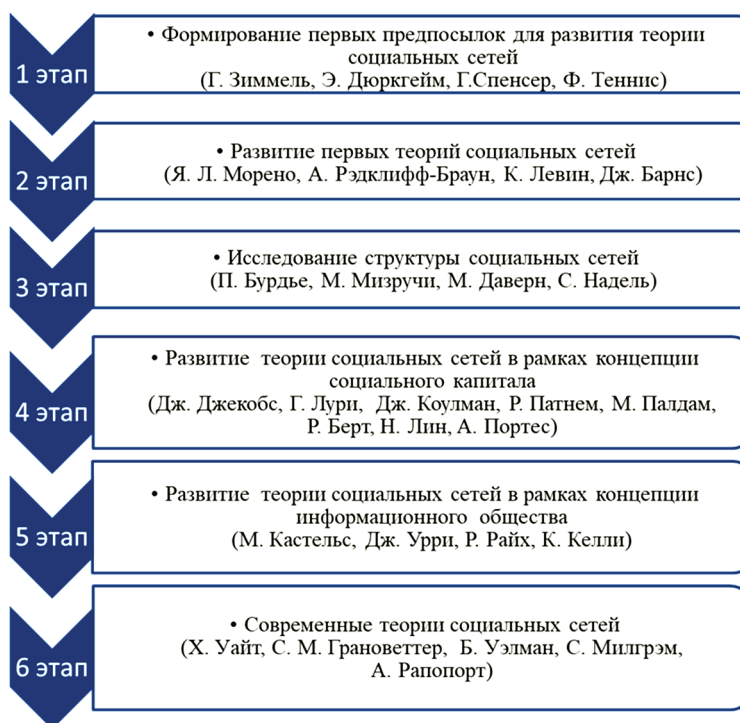 1 этап
• Формирование первых предпосылок для развития теории
социальных сетей
(Г. Зиммель, Э. Дюркгейм, Г.Спенсер, Ф. Теннис)
2 этап
• Развитие первых теорий социальных сетей
(Я. Л. Морено, А. Рэдклифф-Браун, К. Левин, Дж. Барнс)
3 этап
• Исследование структуры социальных сетей
(П. Бурдье, М. Мизручи, М. Даверн, С. Надель)
4 этап
• Развитие теории социальных сетей в рамках концепции
социального капитала
(Дж. Джекобс, Г. Лури, Дж. Коулман, Р. Патнем, М. Палдам,
Р. Берт, Н. Лин, А. Портес)
5 этап
• Развитие теории социальных сетей в рамках концепции
информационного общества
(М. Кастельс, Дж. Урри, Р. Райх, К. Келли)
6 этап
• Современные теории социальных сетей
(Х. Уайт, С. М. Грановеттер, Б. Уэлман, С. Милгрэм,
А. Рапопорт)